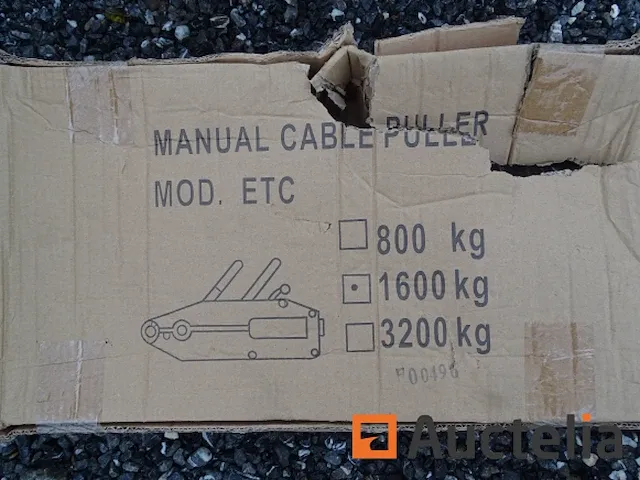 MANUAL CABLE PULLER
MOD. ETC
800 kg
1600 kg
3200 kg
Auctelia